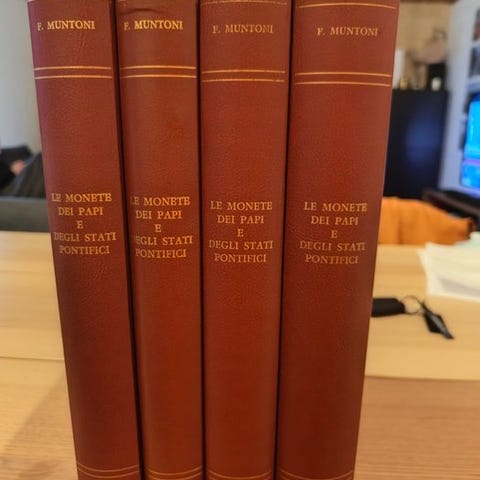 F. MUNTONI
LE MONETE
DEI PAPI
E
DEGLI STATI
PONTIFICI
F. MUNTONI
LE MONETE
DEI PAPI
E
DEGLI STATI
PONTIFICI
F. MUNTONI
LE MONETE
DEI PAPI
E
DEGLI STATI
PONTIFICI
F. MUNTONI
LE MONETE
DEI PAPI
E
DEGLI STATI
PONTIFICI